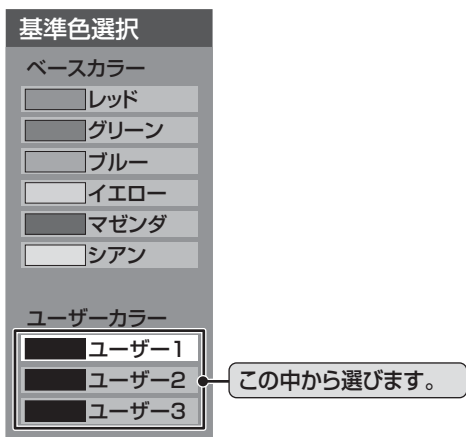 基準色選択
ベースカラー
レッド
グリーン
ブルー
イエロー
マゼンダ
シアン
ユーザーカラー
ユーザー1
ユーザー2
ユーザー3
この中から選びます。